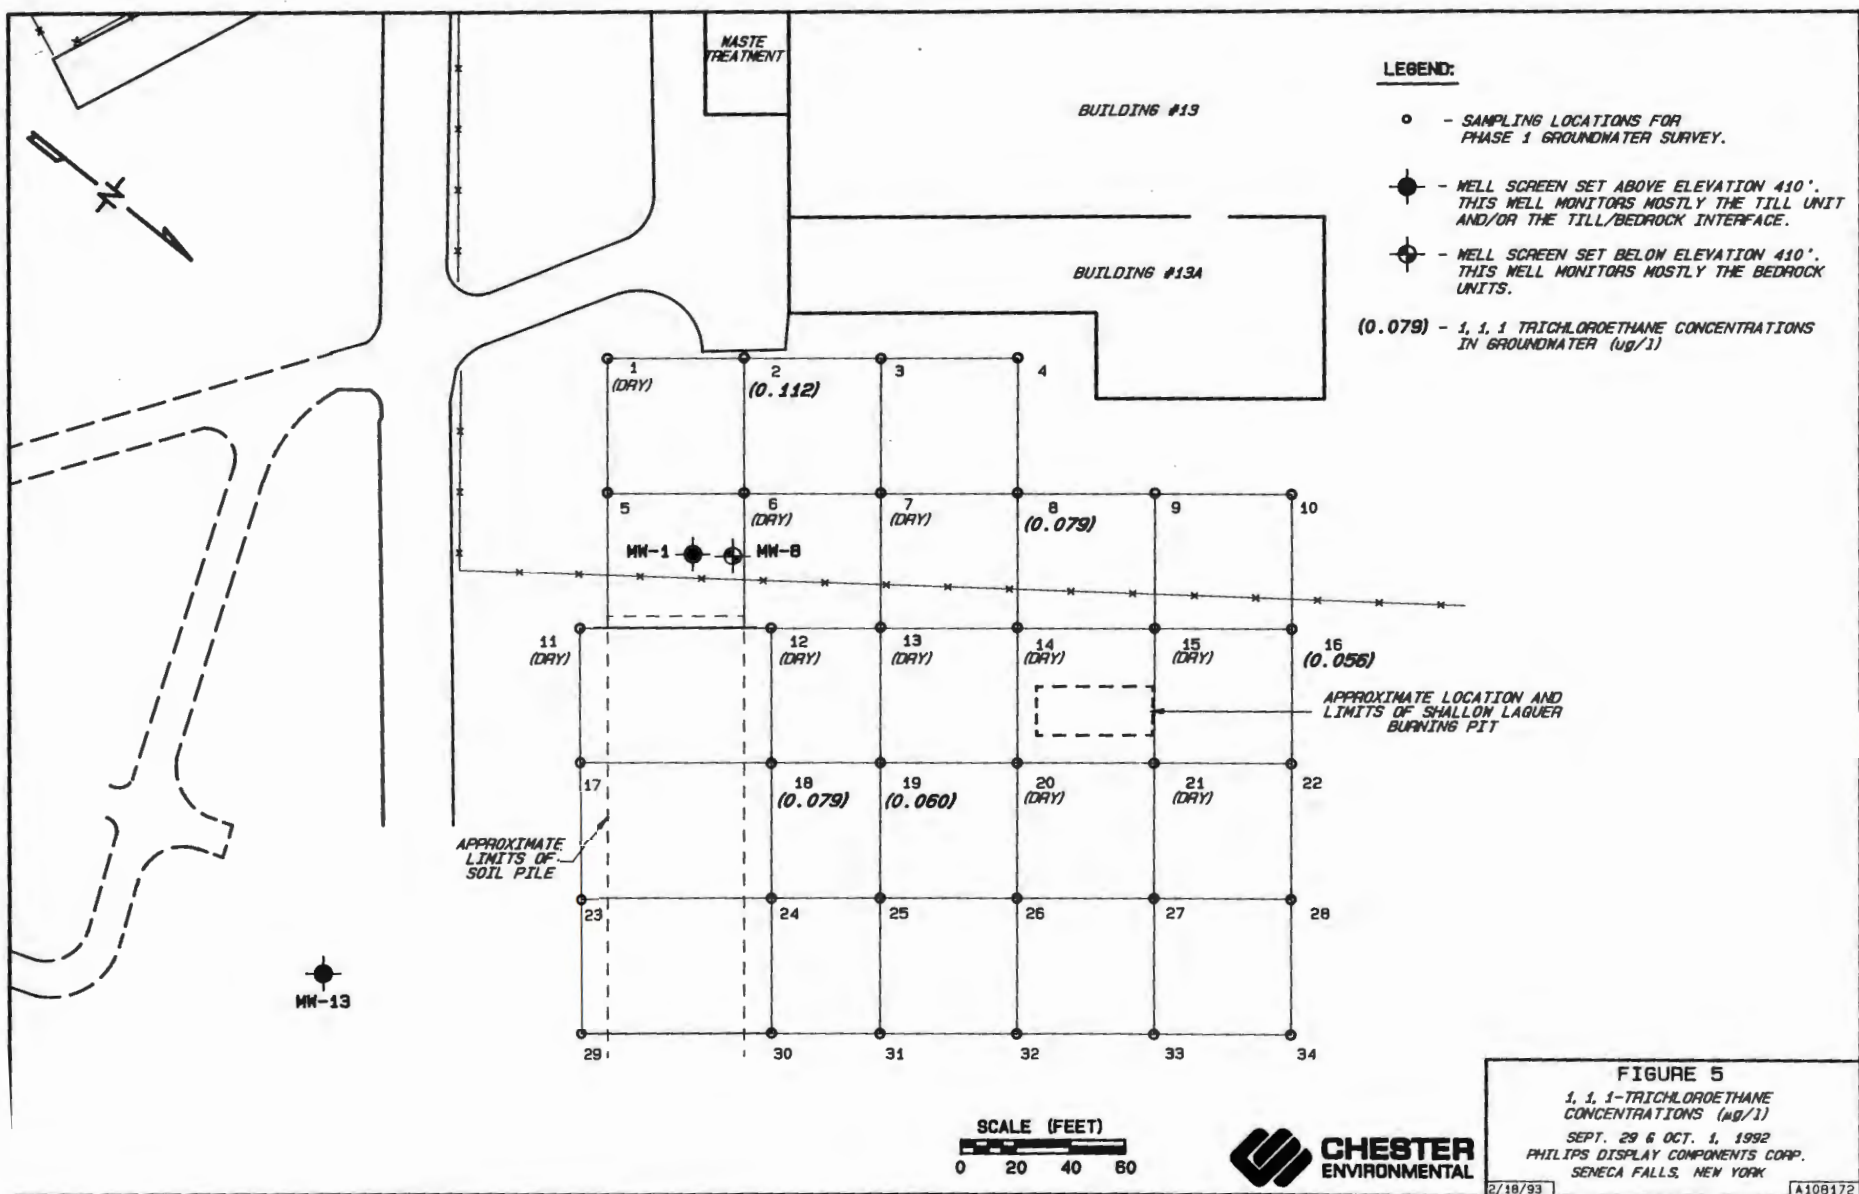 WASTE
TREATMENT
BUILDING #13
BUILDING #13A
N
LEGEND:
- SAMPLING LOCATIONS FOR
PHASE 1 GROUNDWATER SURVEY.
- WELL SCREEN SET ABOVE ELEVATION 410'.
THIS WELL MONITORS MOSTLY THE TILL UNIT
AND/OR THE TILL/BEDROCK INTERFACE.
- WELL SCREEN SET BELOW ELEVATION 410'.
THIS WELL MONITORS MOSTLY THE BEDROCK
UNITS.
(0.079) - 1, 1, 1 TRICHLOROETHANE CONCENTRATIONS
IN GROUNDWATER (ug/l)
1
(DRY)
2
(0.112)
3
4
5
6
(DRY)
7
(DRY)
8
(0.079)
9
10
MW-1
MW-8
11
(DRY)
12
(DRY)
13
(DRY)
14
(DRY)
15
(DRY)
16
(0.056)
APPROXIMATE LOCATION AND
LIMITS OF SHALLOW LAQUER
BURNING PIT
17
18
(0.079)
19
(0.060)
20
(DRY)
21
(DRY)
22
APPROXIMATE
LIMITS OF
SOIL PILE
23
24
25
26
27
28
MW-13
29
30
31
32
33
34
SCALE (FEET)
0 20 40 60
CHESTER
ENVIRONMENTAL
FIGURE 5
1, 1, 1-TRICHLOROETHANE
CONCENTRATIONS (µg/l)
SEPT. 29 & OCT. 1, 1992
PHILIPS DISPLAY COMPONENTS CORP.
SENECA FALLS, NEW YORK
2/18/93
A108172